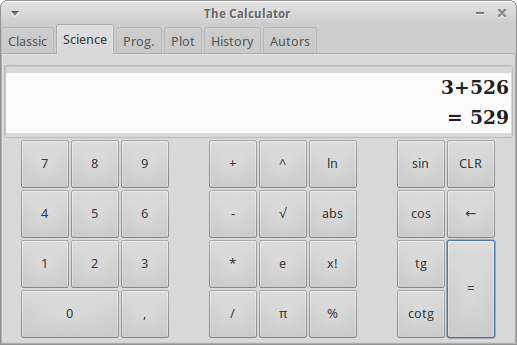 The Calculator
Classic Science Prog. Plot History Autors
3+526
= 529
7 8 9 + ^ ln sin CLR
4 5 6 - √ abs cos ←
1 2 3 * e x! tg =
0 , / π % cotg